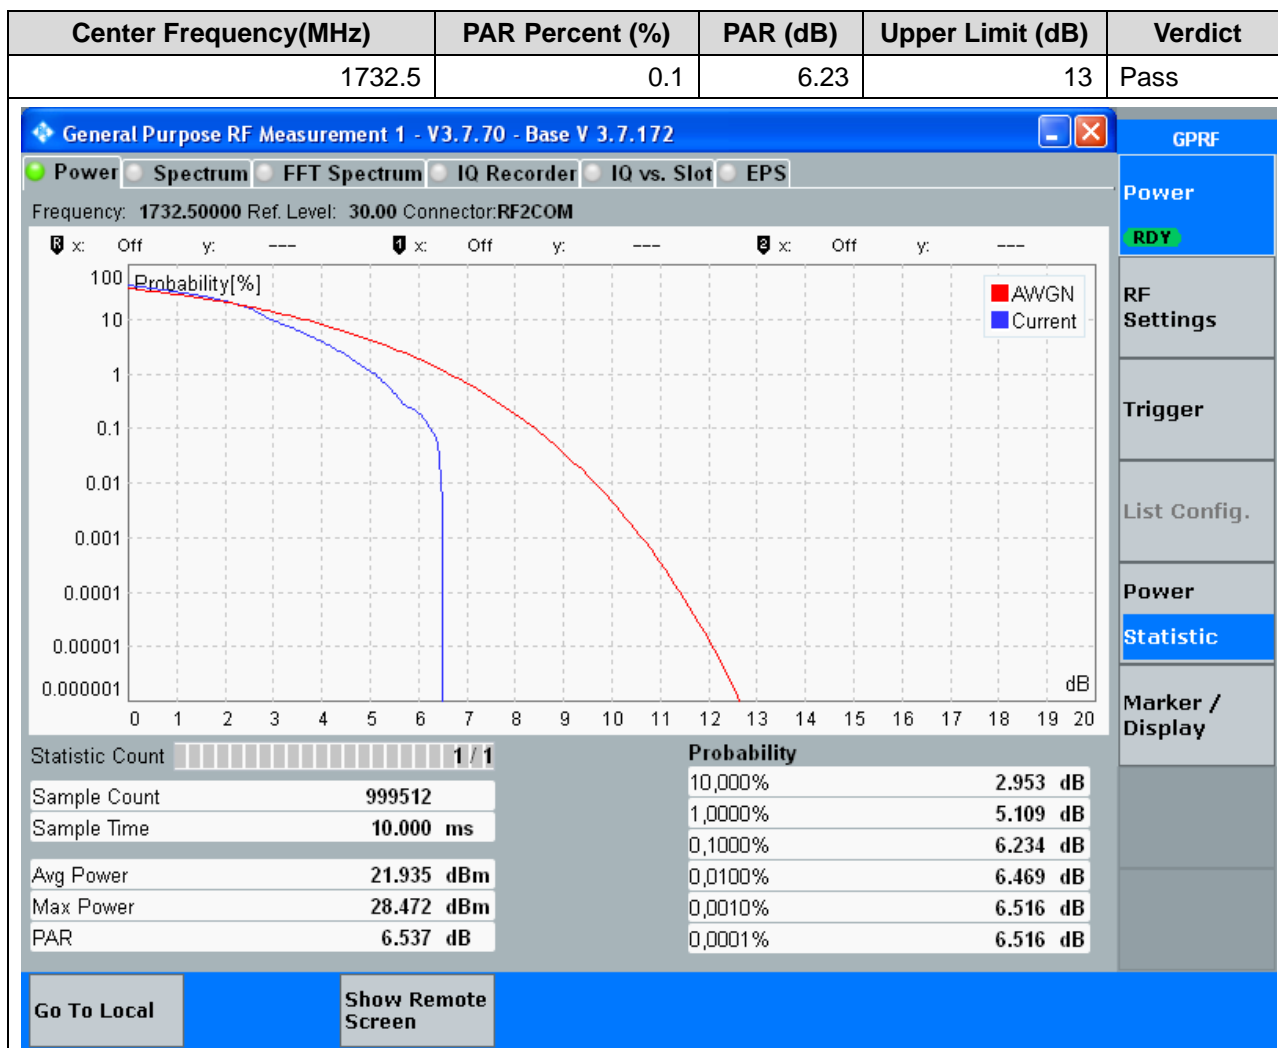 Center Frequency(MHz) PAR Percent (%) PAR (dB) Upper Limit (dB) Verdict
1732.5 0.1 6.23 13 Pass
General Purpose RF Measurement 1 - V3.7.70 - Base V 3.7.172
GPRF
Power Spectrum FFT Spectrum IQ Recorder IQ vs. Slot EPS
Power
RDY
Frequency: 1732.50000 Ref. Level: 30.00 Connector:RF2COM
R x: Off y: --- 1 x: Off y: --- 2 x: Off y: ---
Probability[%]
AWGN
Current
100
10
1
0.1
0.01
0.001
0.0001
0.00001
0.000001
dB
0 1 2 3 4 5 6 7 8 9 10 11 12 13 14 15 16 17 18 19 20
RF
Settings
Trigger
List Config.
Power
Statistic
Marker /
Display
Statistic Count 1 / 1
Sample Count 999512
Sample Time 10.000 ms
Avg Power 21.935 dBm
Max Power 28.472 dBm
PAR 6.537 dB
Probability
10,000% 2.953 dB
1,0000% 5.109 dB
0,1000% 6.234 dB
0,0100% 6.469 dB
0,0010% 6.516 dB
0,0001% 6.516 dB
Go To Local
Show Remote
Screen